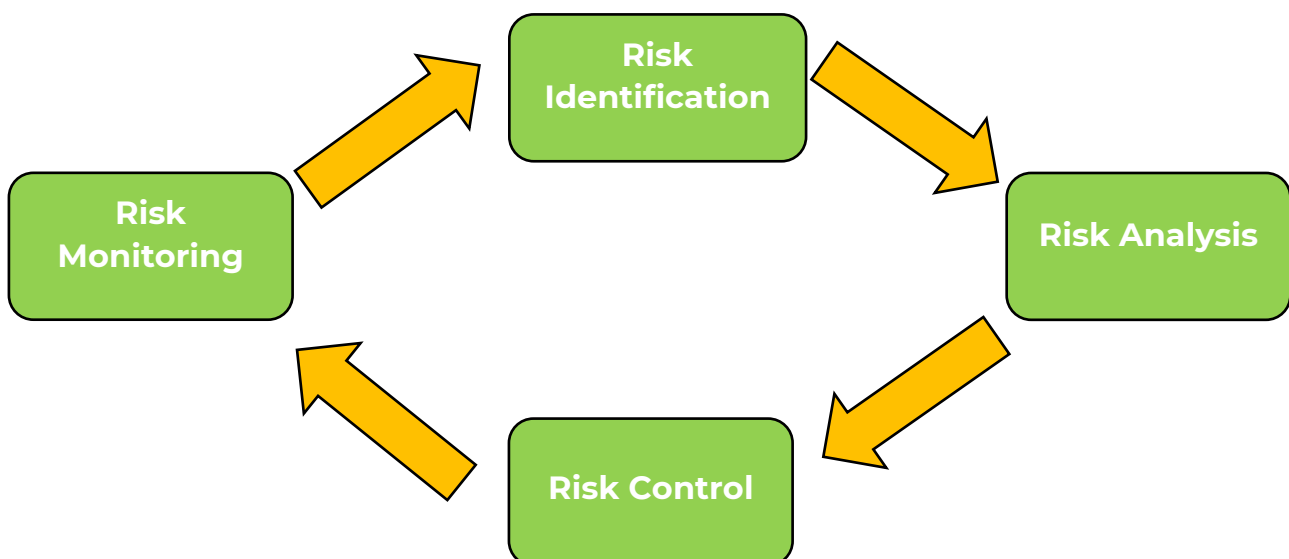 Risk
Identification
Risk
Monitoring
Risk Analysis
Risk Control